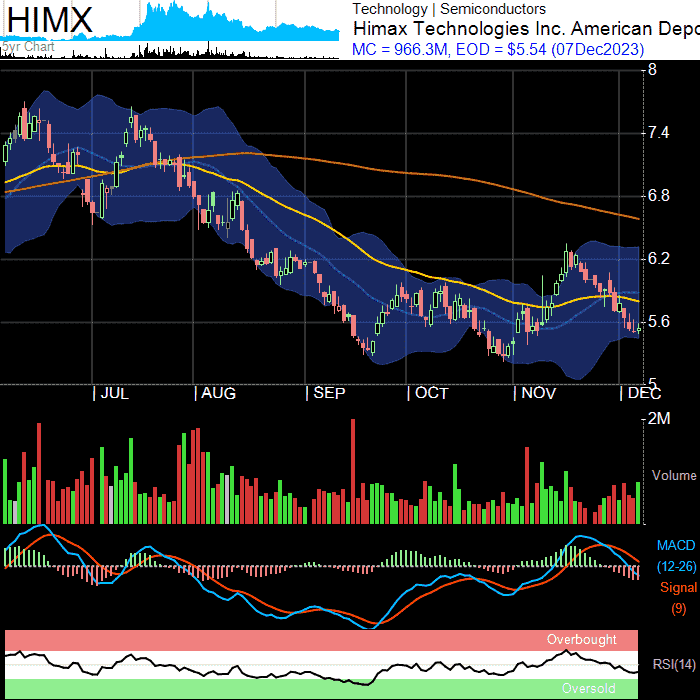 HIMX
Technology | Semiconductors
Himax Technologies Inc. American Depo
MC = 966.3M, EOD = $5.54 (07Dec2023)
5yr Chart
8
7.4
6.8
6.2
5.6
5
| JUL | AUG | SEP | OCT | NOV | DEC
2M
Volume
MACD
(12-26)
Signal
(9)
Overbought
RSI(14)
Oversold